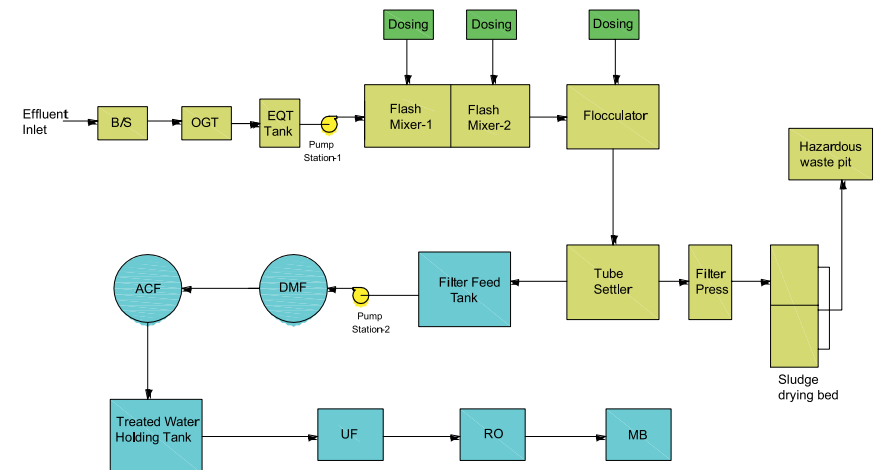 Dosing
Dosing
Dosing
Effluent
Inlet
B/S
OGT
EQT
Tank
Pump
Station-1
Flash
Mixer-1
Flash
Mixer-2
Flocculator
Hazardous
waste pit
ACF
DMF
Pump
Station-2
Filter Feed
Tank
Tube
Settler
Filter
Press
Sludge
drying bed
Treated Water
Holding Tank
UF
RO
MB